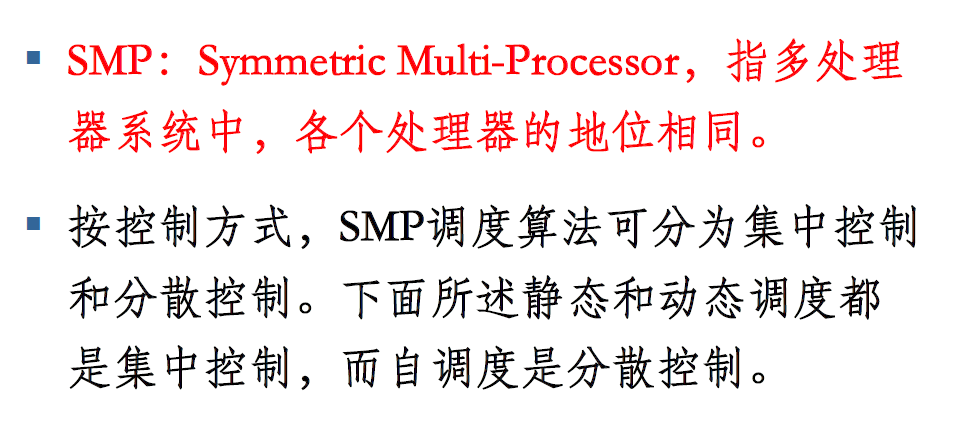 ▪ SMP：Symmetric Multi-Processor，指多处理
器系统中，各个处理器的地位相同。
▪ 按控制方式，SMP调度算法可分为集中控制
和分散控制。下面所述静态和动态调度都
是集中控制，而自调度是分散控制。